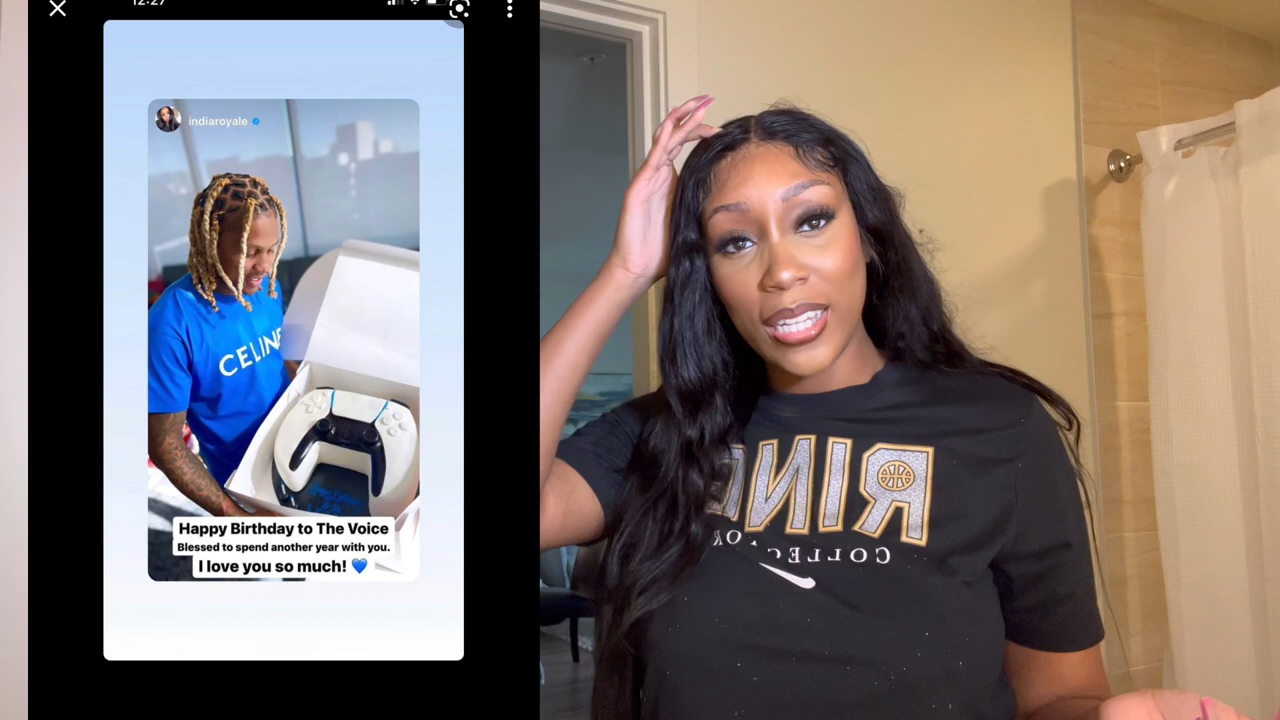 12:27
indiaroyale
CELINE
Happy Birthday to The Voice
Blessed to spend another year with you.
I love you so much! 💙
RING
COLLECTOR